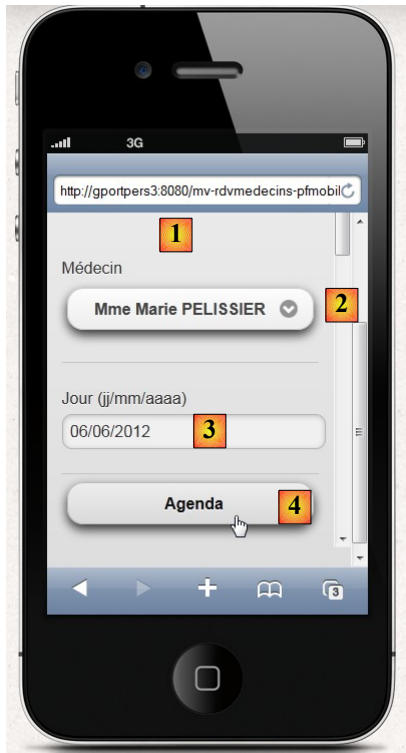 3G
http://gportpers3:8080/mv-rdvmedecins-pfmobil
1
Médecin
Mme Marie PELISSIER
2
Jour (jj/mm/aaaa)
06/06/2012
3
Agenda
4
3